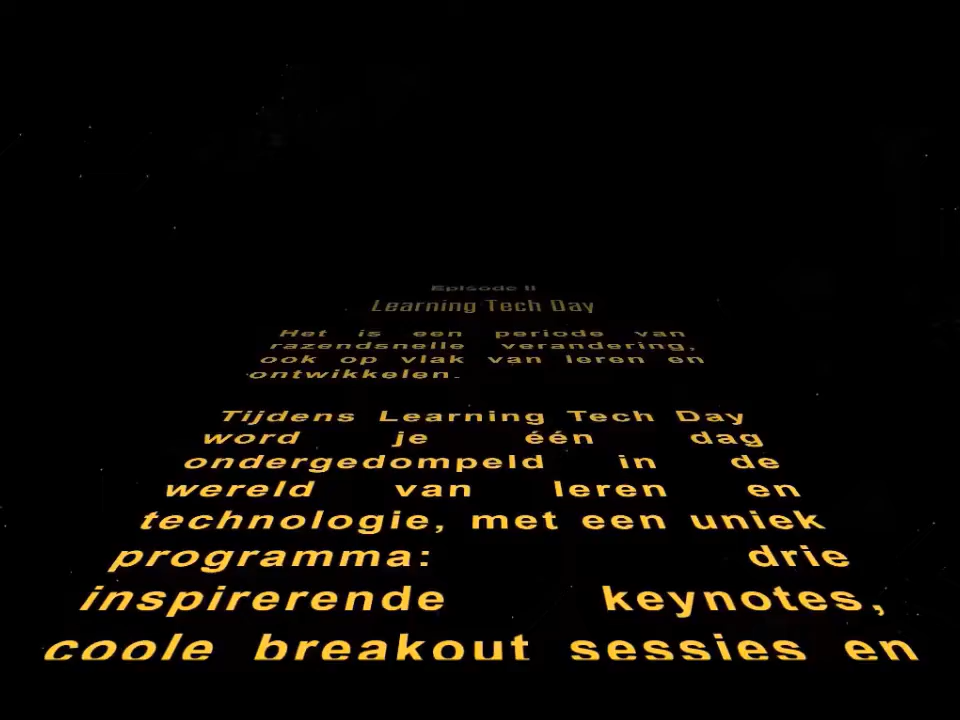 Episode II
Learning Tech Day
Het is een periode van
razendsnelle verandering,
ook op vlak van leren en
ontwikkelen.
Tijdens Learning Tech Day
word je één dag
ondergedompeld in de
wereld van leren en
technologie, met een uniek
programma: drie
inspirerende keynotes,
coole breakout sessies en